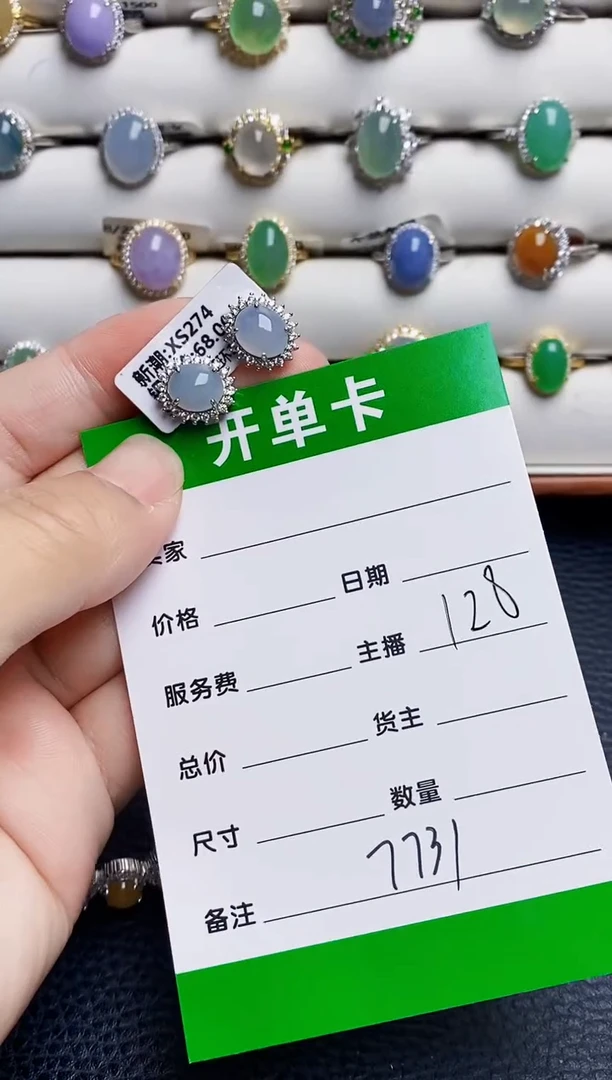 1500
新潮:XS274
68.0
开单卡
家
价格 日期
服务费 主播 128
总价 货主
尺寸 数量
备注 7731